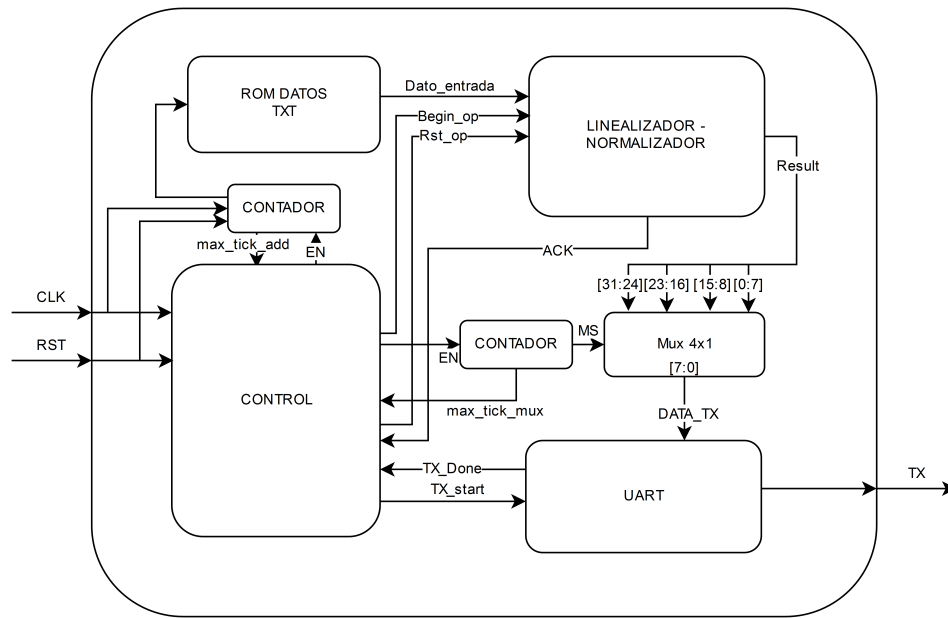 ROM DATOS
TXT
Dato_entrada
Begin_op
Rst_op
LINEALIZADOR -
NORMALIZADOR
Result
CONTADOR
max_tick_add
EN
ACK
CLK
RST
[31:24][23:16] [15:8] [0:7]
CONTADOR
EN
MS
Mux 4x1
[7:0]
CONTROL
max_tick_mux
DATA_TX
TX_Done
TX_start
UART
TX